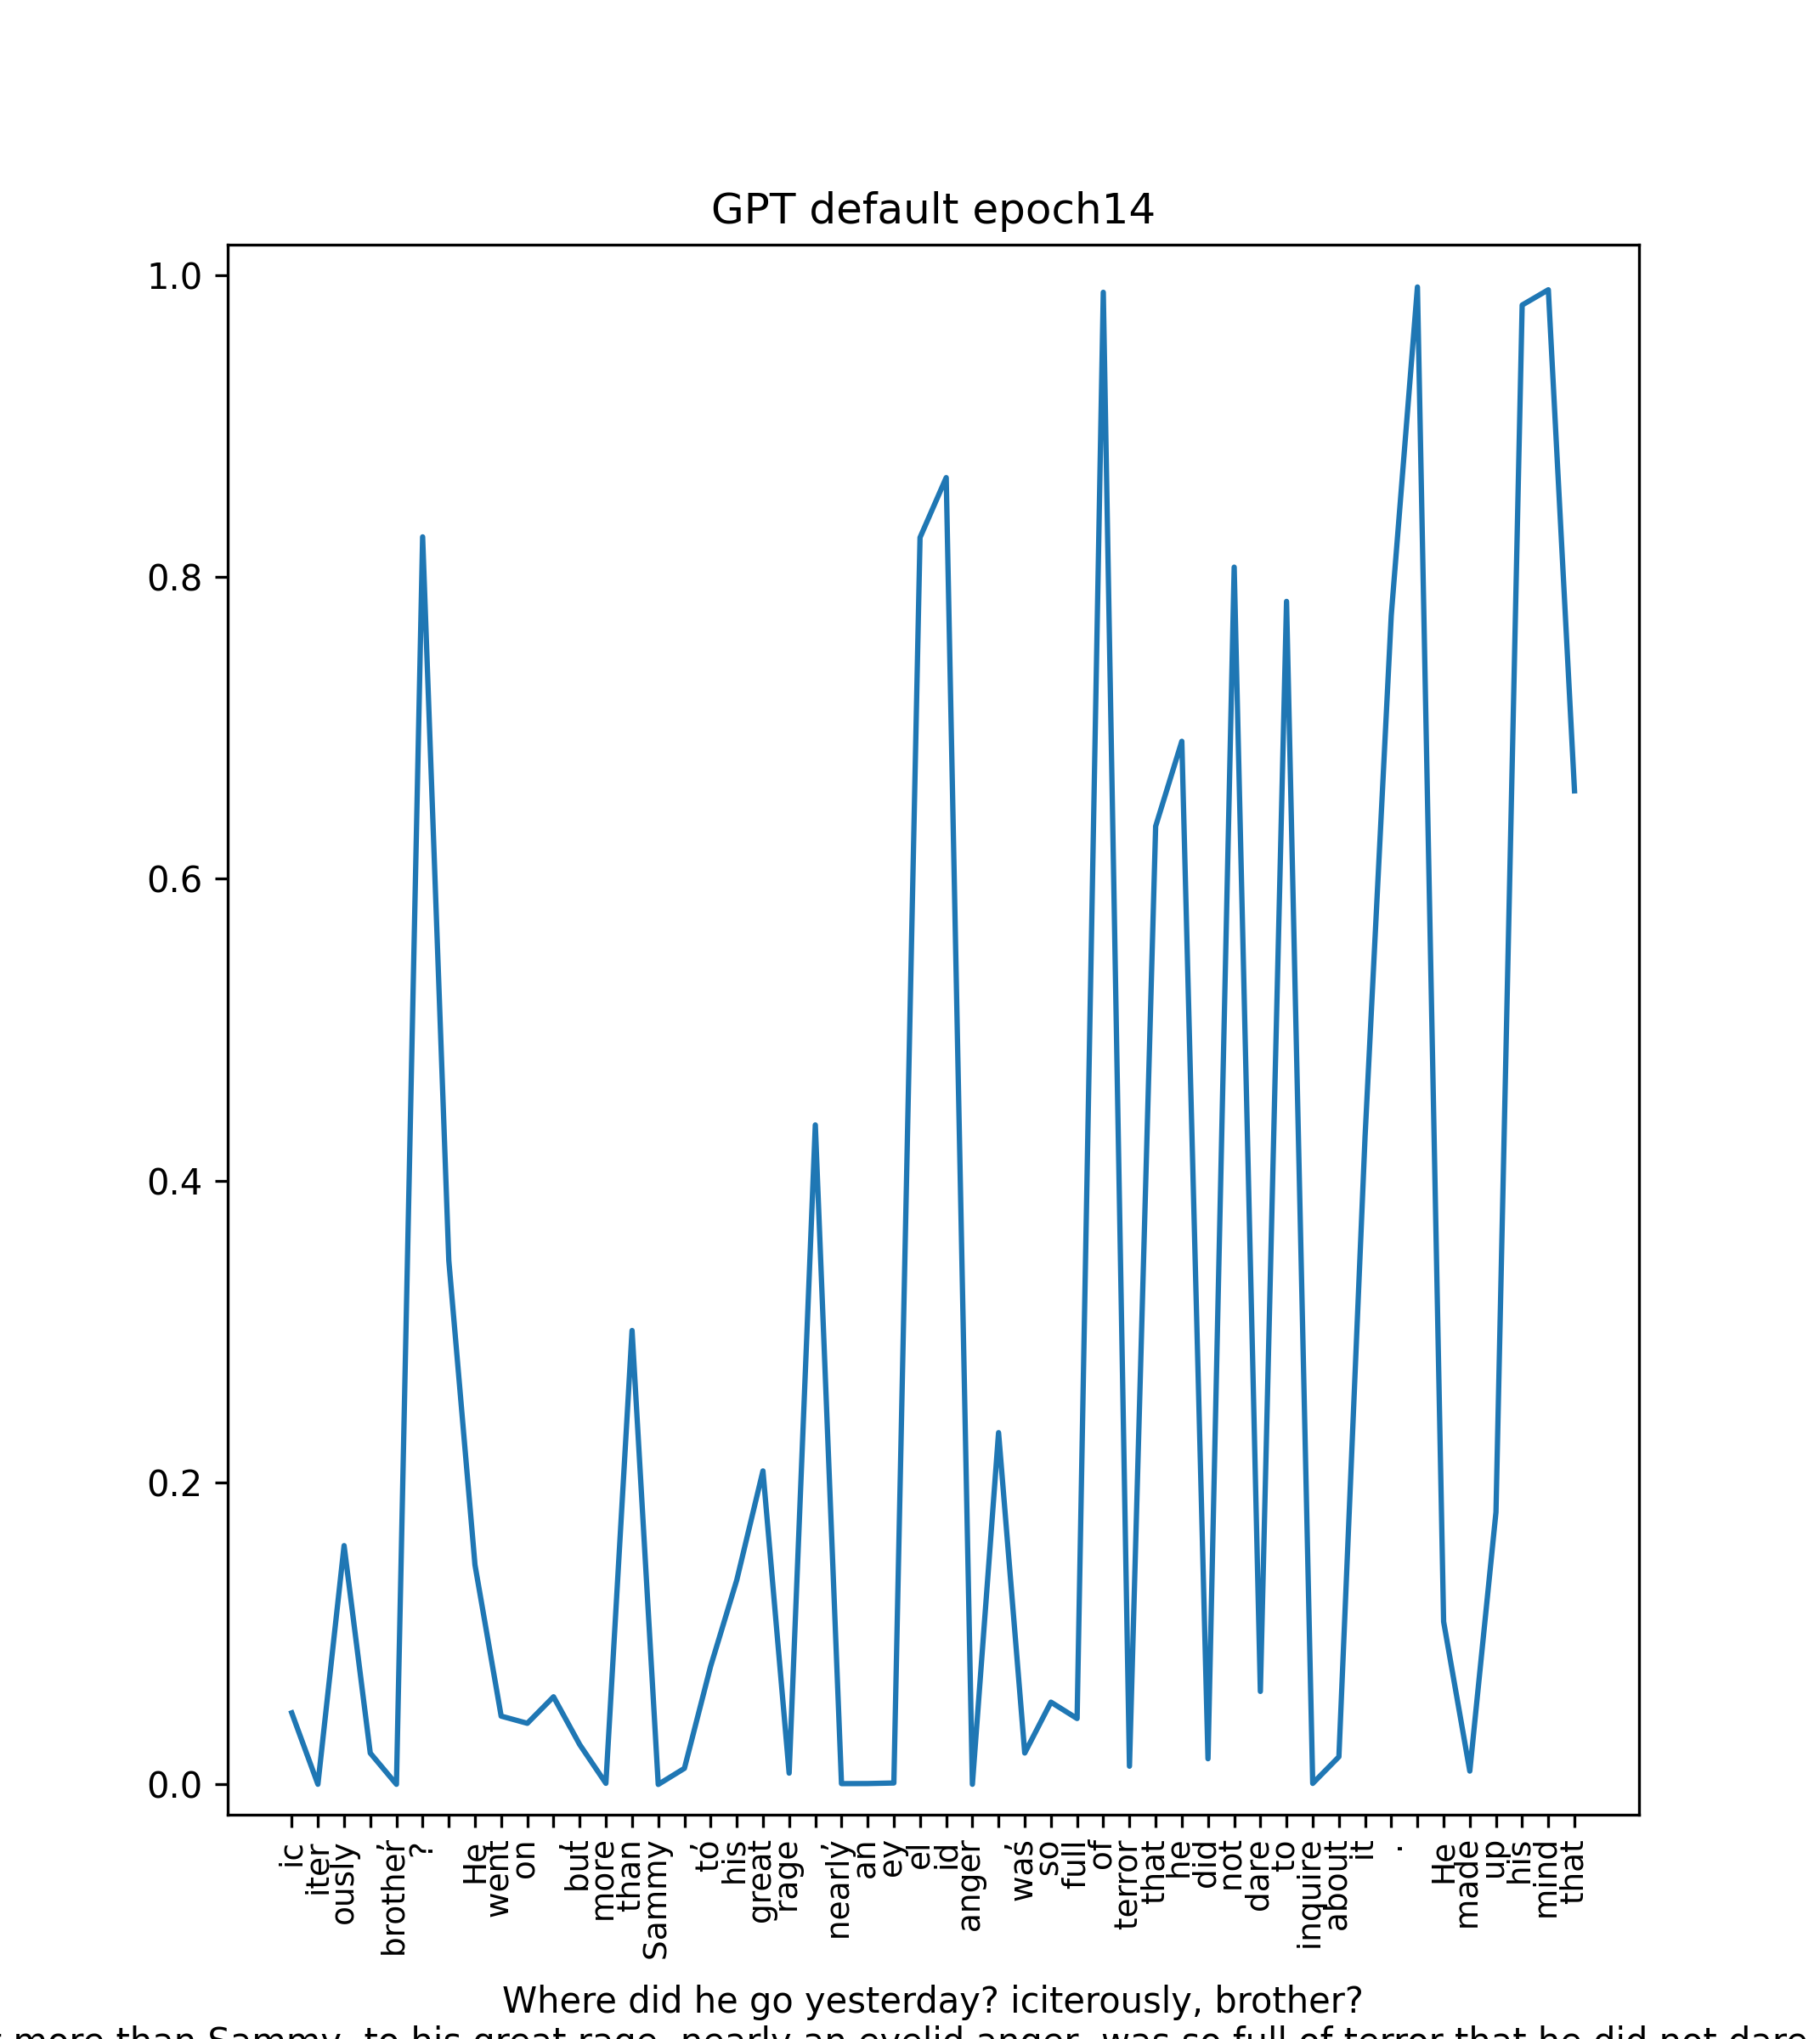 GPT default epoch14
1.0
0.8
0.6
0.4
0.2
0.0
ic
iter
ously
,
brother
?
He
went
on
,
but
more
than
Sammy
,
to
his
great
rage
,
nearly
an
ey
el
id
anger
,
was
so
full
of
terror
that
he
did
not
dare
to
inquire
about
it
.
He
made
up
his
mind
that
Where did he go yesterday? iciterously, brother?
more than Sammy, to his great rage, nearly an eyelid anger, was so full of terror that he did not dare